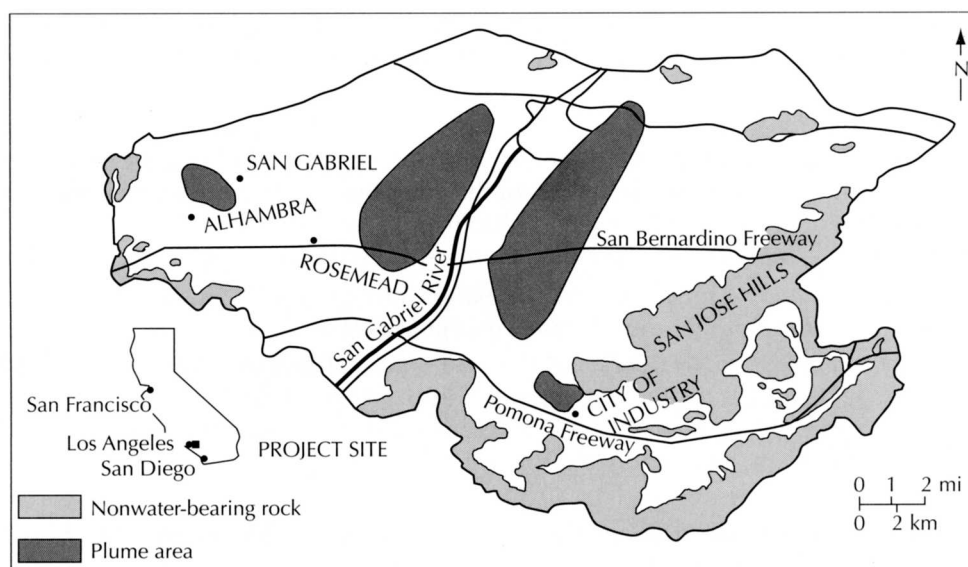 N
SAN GABRIEL
ALHAMBRA
ROSEMEAD
San Bernardino Freeway
San Gabriel River
SAN JOSE HILLS
CITY OF
INDUSTRY
Pomona Freeway
San Francisco
Los Angeles
San Diego
PROJECT SITE
Nonwater-bearing rock
Plume area
0 1 2 mi
0 2 km